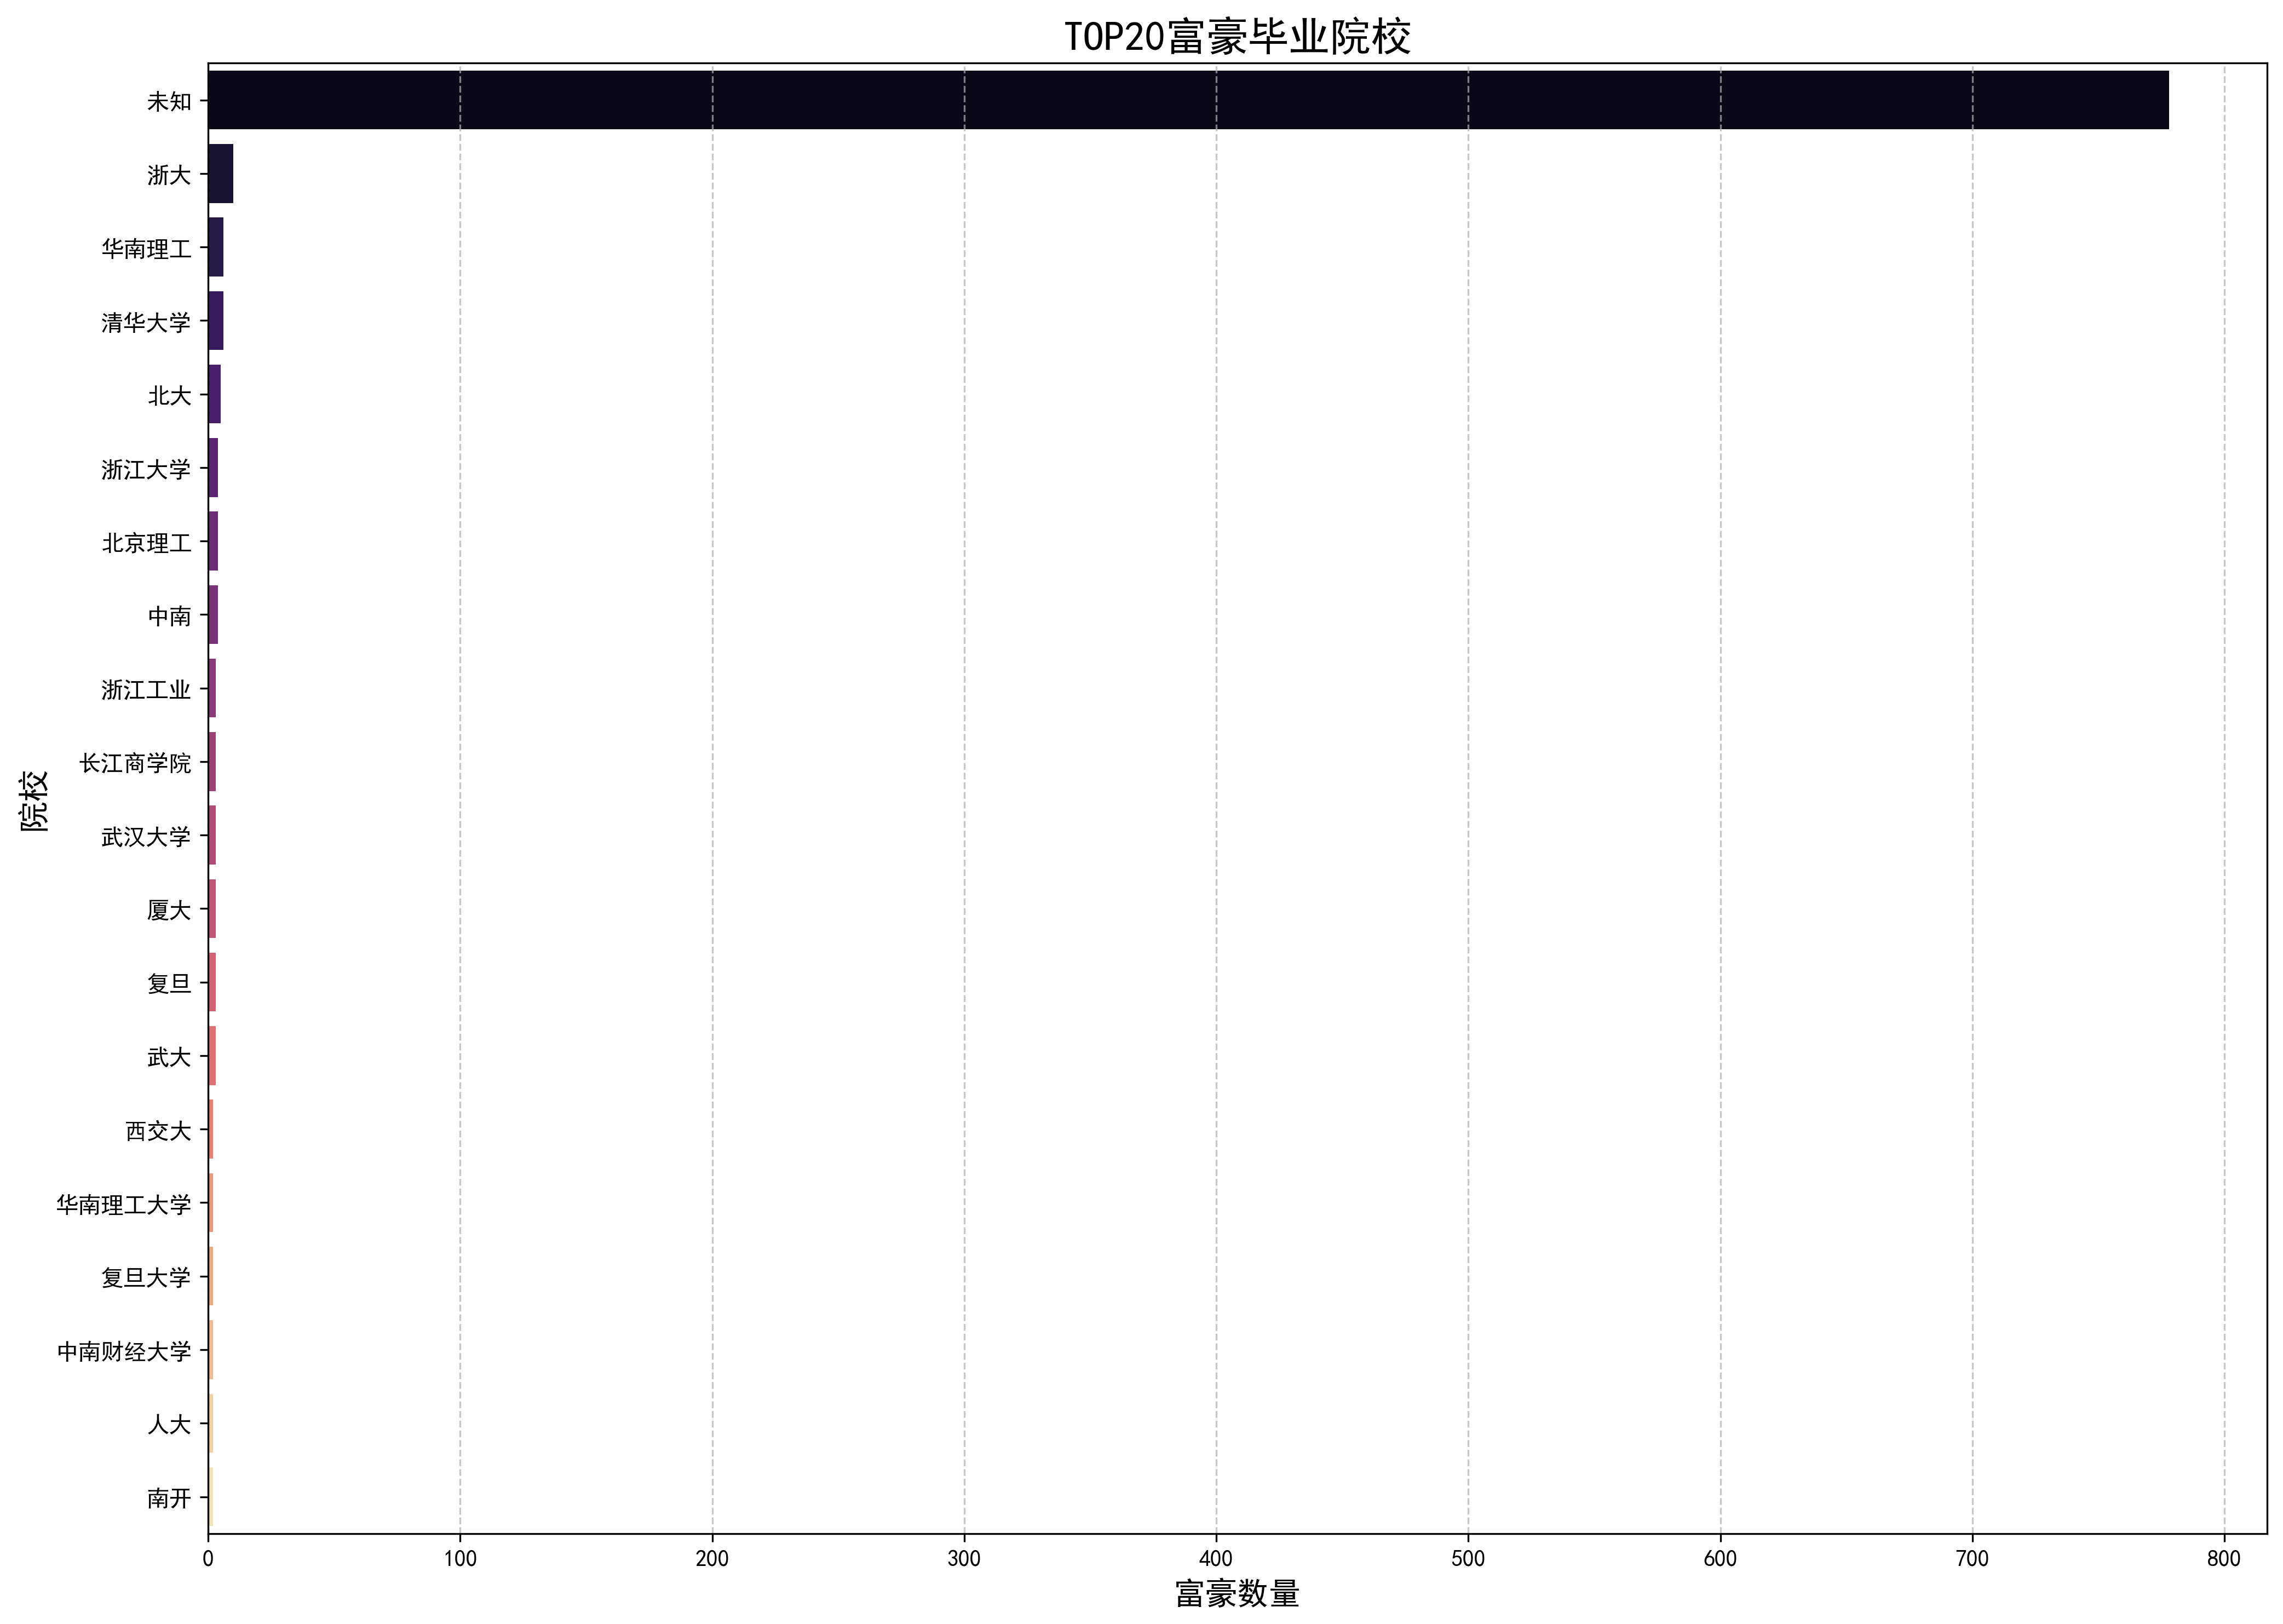 TOP20富豪毕业院校
未知
浙大
华南理工
清华大学
北大
浙江大学
北京理工
中南
浙江工业
长江商学院
武汉大学
厦大
复旦
武大
西交大
华南理工大学
复旦大学
中南财经大学
人大
南开
院校
0 100 200 300 400 500 600 700 800
富豪数量